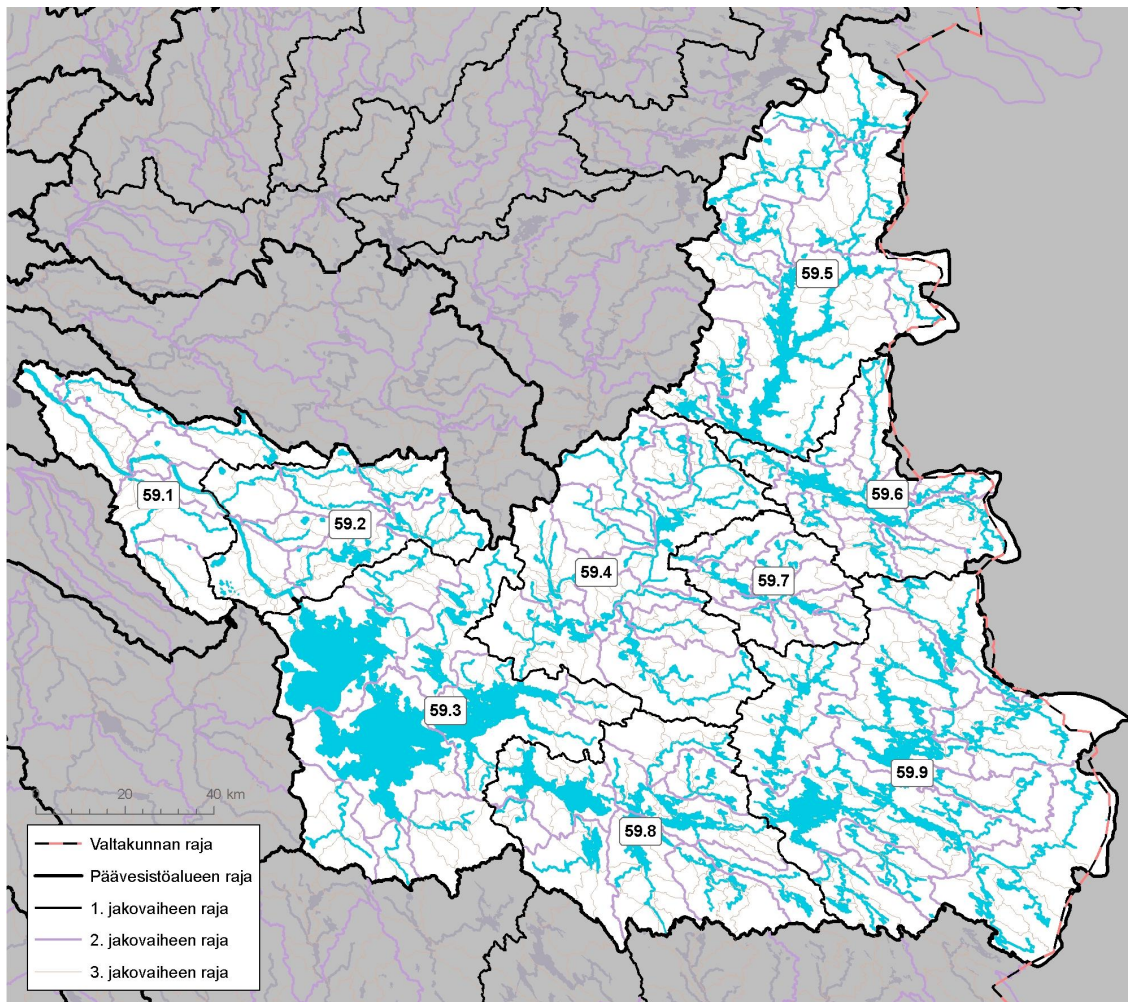 59.5
59.6
59.1
59.2
59.4
59.7
59.3
59.9
59.8
20
40 km
Valtakunnan raja
Päävesistöalueen raja
1. jakovaiheen raja
2. jakovaiheen raja
3. jakovaiheen raja